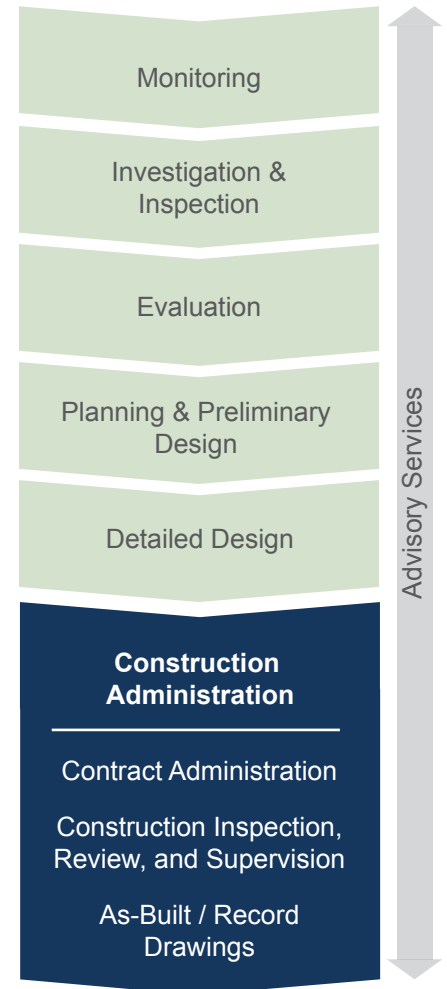 Monitoring
Investigation &
Inspection
Evaluation
Planning & Preliminary
Design
Detailed Design
Construction
Administration
Contract Administration
Construction Inspection,
Review, and Supervision
As-Built / Record
Drawings
Advisory Services